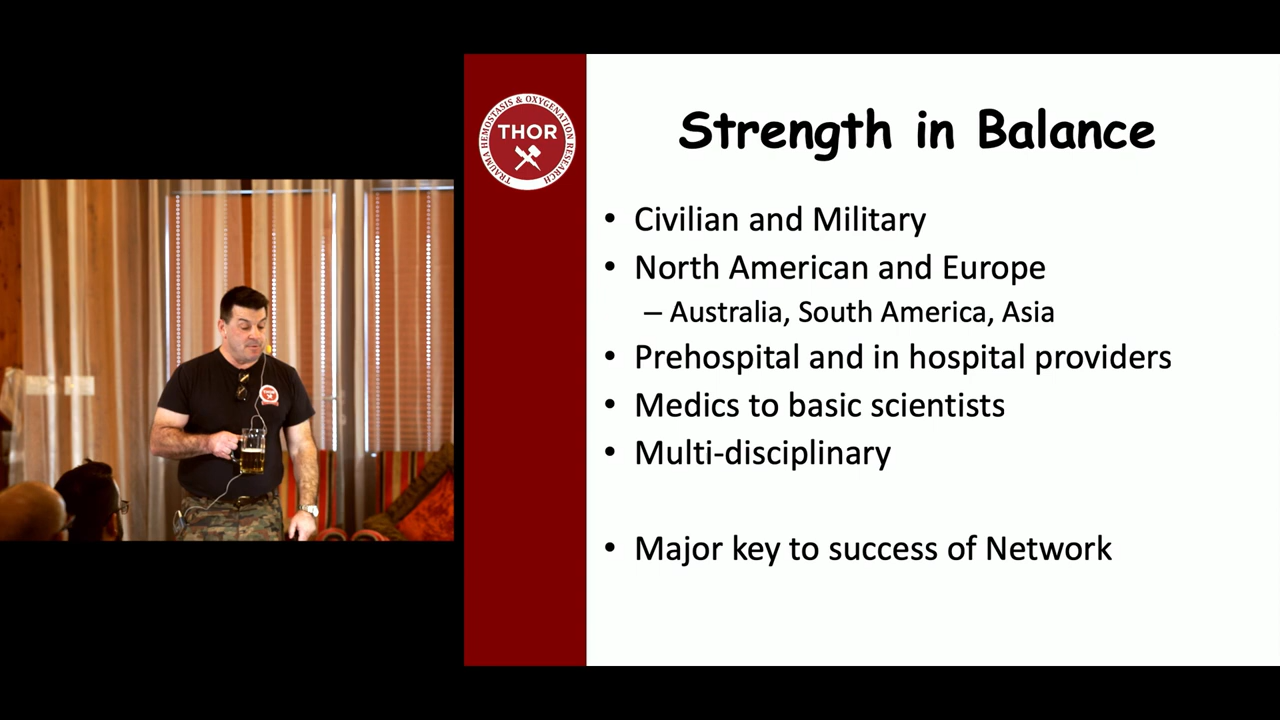 TRAUMA HEMOSTASIS & OXYGENATION RESEARCH
THOR
Strength in Balance
• Civilian and Military
• North American and Europe
– Australia, South America, Asia
• Prehospital and in hospital providers
• Medics to basic scientists
• Multi-disciplinary
• Major key to success of Network